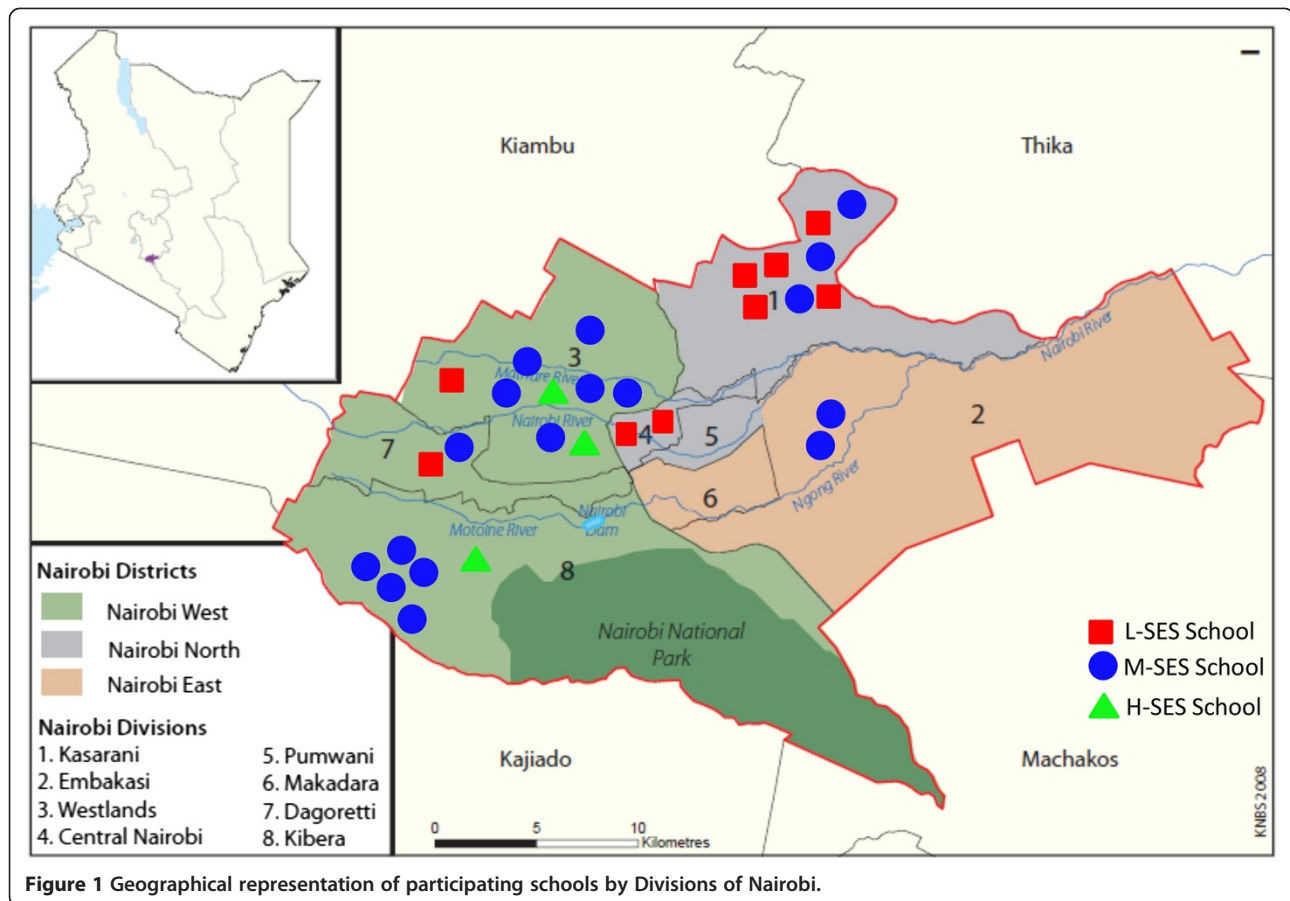 Kiambu
Thika
1
3
Mathare River
Nairobi River
Nairobi River
2
4
5
7
6
Ngong River
Nairobi
Dam
Motoine River
8
Nairobi National
Park
Nairobi Districts
Nairobi West
Nairobi North
Nairobi East
Nairobi Divisions
1. Kasarani
2. Embakasi
3. Westlands
4. Central Nairobi
5. Pumwani
6. Makadara
7. Dagoretti
8. Kibera
L-SES School
M-SES School
H-SES School
Kajiado
Machakos
0 5 10
Kilometres
KNBS 2008
Figure 1 Geographical representation of participating schools by Divisions of Nairobi.